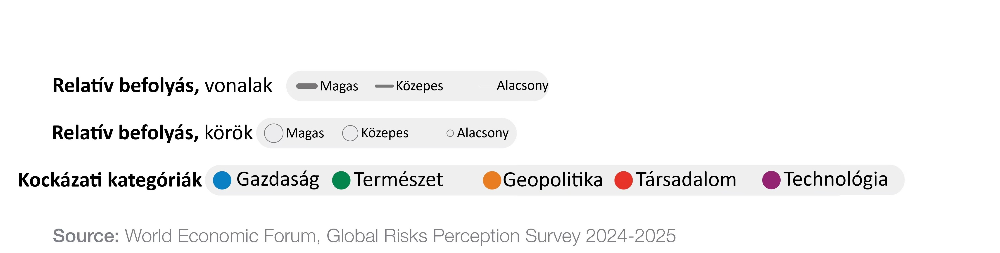 Relatív befolyás, vonalak Magas Közepes Alacsony
Relatív befolyás, körök Magas Közepes Alacsony
Kockázati kategóriák Gazdaság Természet Geopolitika Társadalom Technológia
Source: World Economic Forum, Global Risks Perception Survey 2024-2025